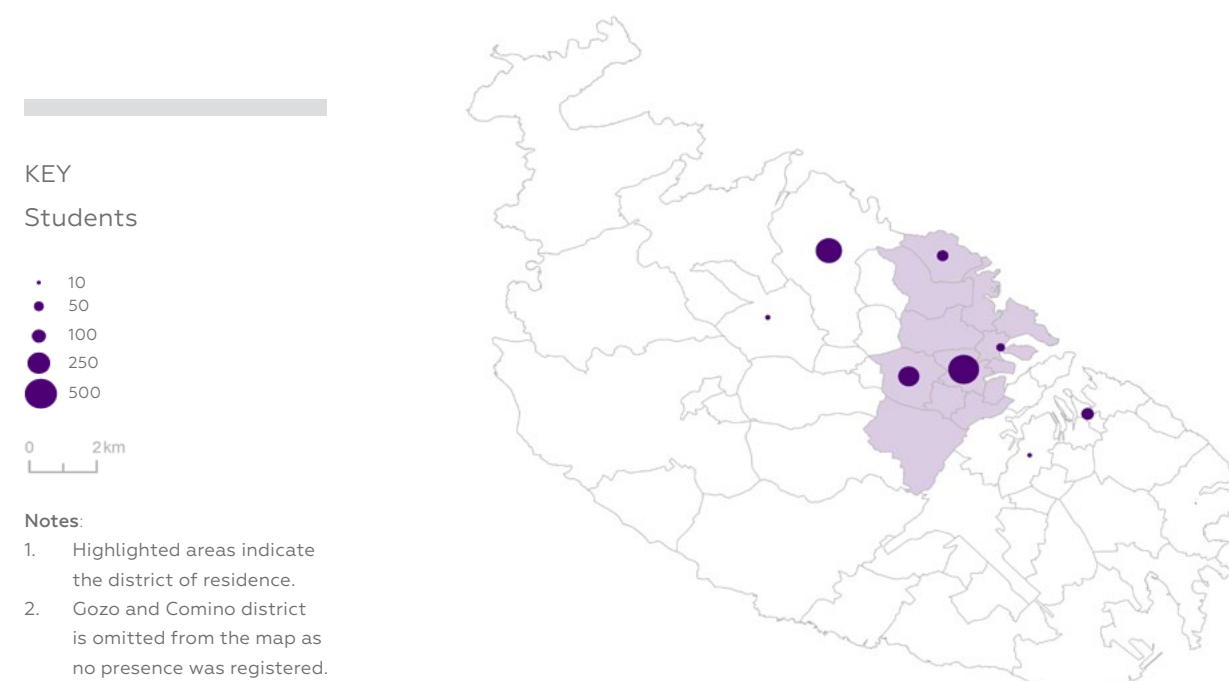 KEY
Students
10
50
100
250
500
0 2km
Notes:
1. Highlighted areas indicate
the district of residence.
2. Gozo and Comino district
is omitted from the map as
no presence was registered.